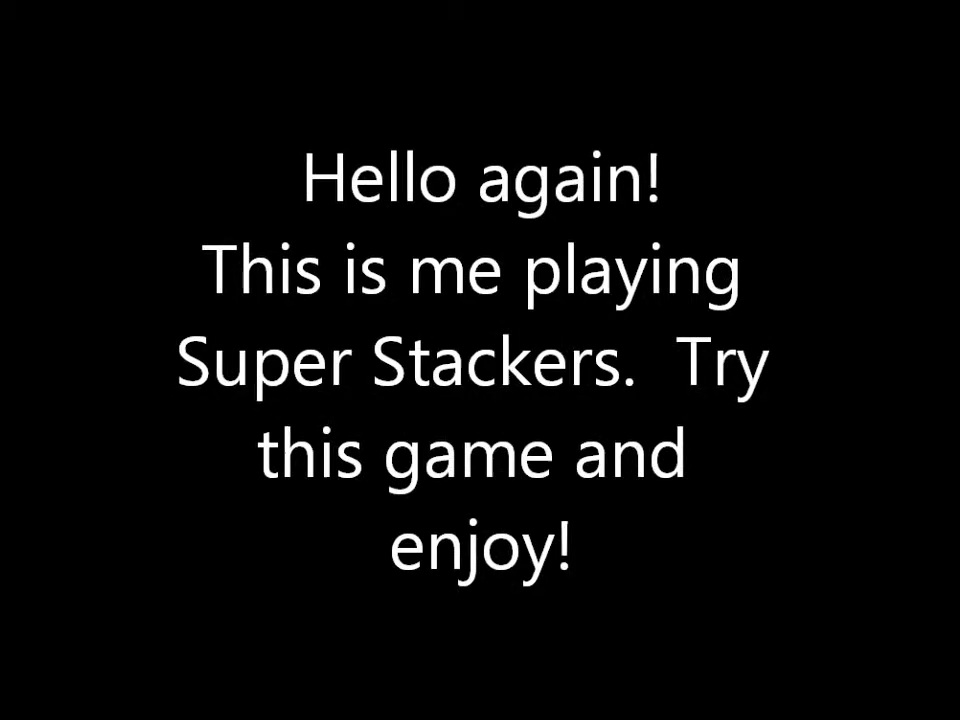 Hello again!
This is me playing
Super Stackers.  Try
this game and
enjoy!